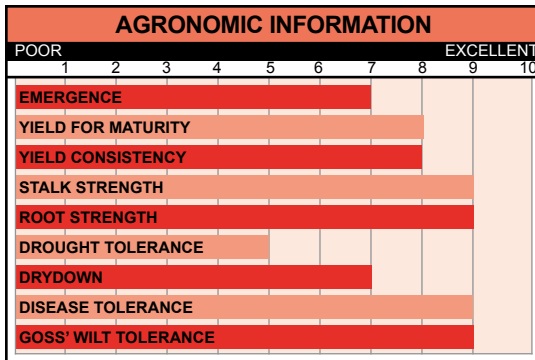 AGRONOMIC INFORMATION
POOR EXCELLENT
1 2 3 4 5 6 7 8 9 10
EMERGENCE
YIELD FOR MATURITY
YIELD CONSISTENCY
STALK STRENGTH
ROOT STRENGTH
DROUGHT TOLERANCE
DRYDOWN
DISEASE TOLERANCE
GOSS' WILT TOLERANCE